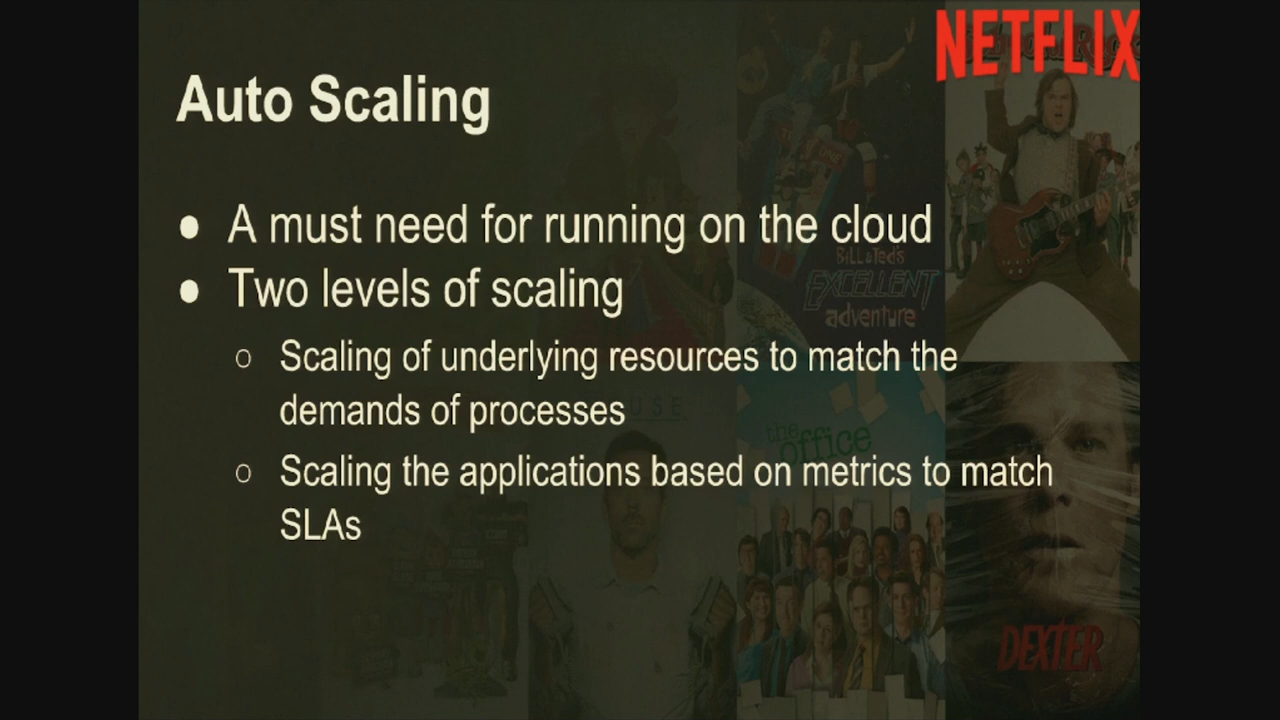 NETFLIX
Auto Scaling
● A must need for running on the cloud
● Two levels of scaling
○ Scaling of underlying resources to match the
demands of processes
○ Scaling the applications based on metrics to match
SLAs
BiLL & Ted's
EXCELLENT
adventure
USE
the
office
DEXTER